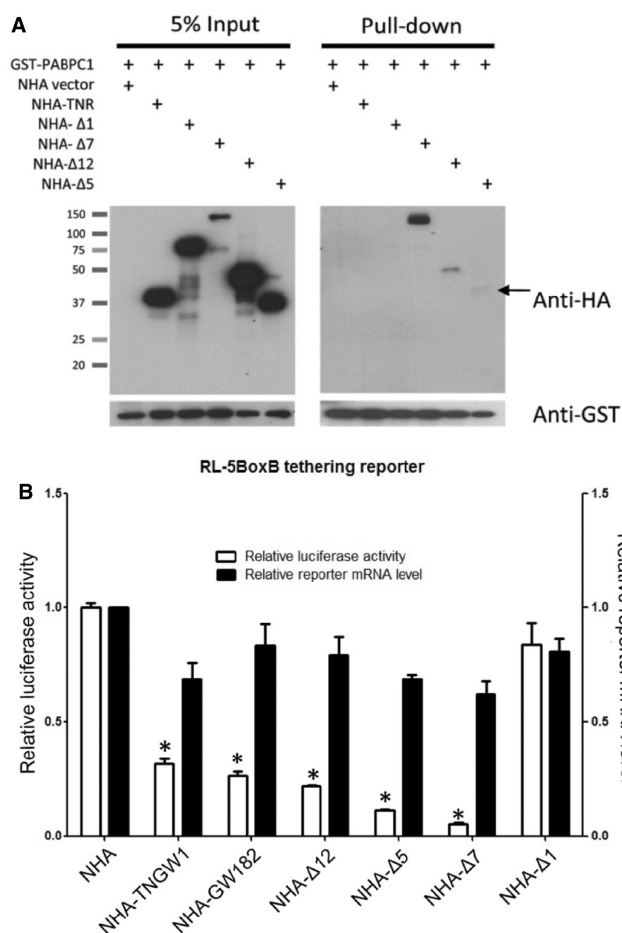 A
5% Input
Pull-down
GST-PABPC1 + + + + + + + + + + + +
NHA vector + +
NHA-TNR + +
NHA- Δ1 + +
NHA- Δ7 + +
NHA-Δ12 + +
NHA-Δ5 + +
150
100
75
50
37
25
20
Anti-HA
Anti-GST
RL-5BoxB tethering reporter
B
1.5
1.0
0.5
0.0
Relative luciferase activity
Relative luciferase activity
Relative reporter mRNA level
* * * * *
1.5
1.0
0.5
0.0
NHA
NHA-TNGW1
NHA-GW182
NHA-Δ12
NHA-Δ5
NHA-Δ7
NHA-Δ1